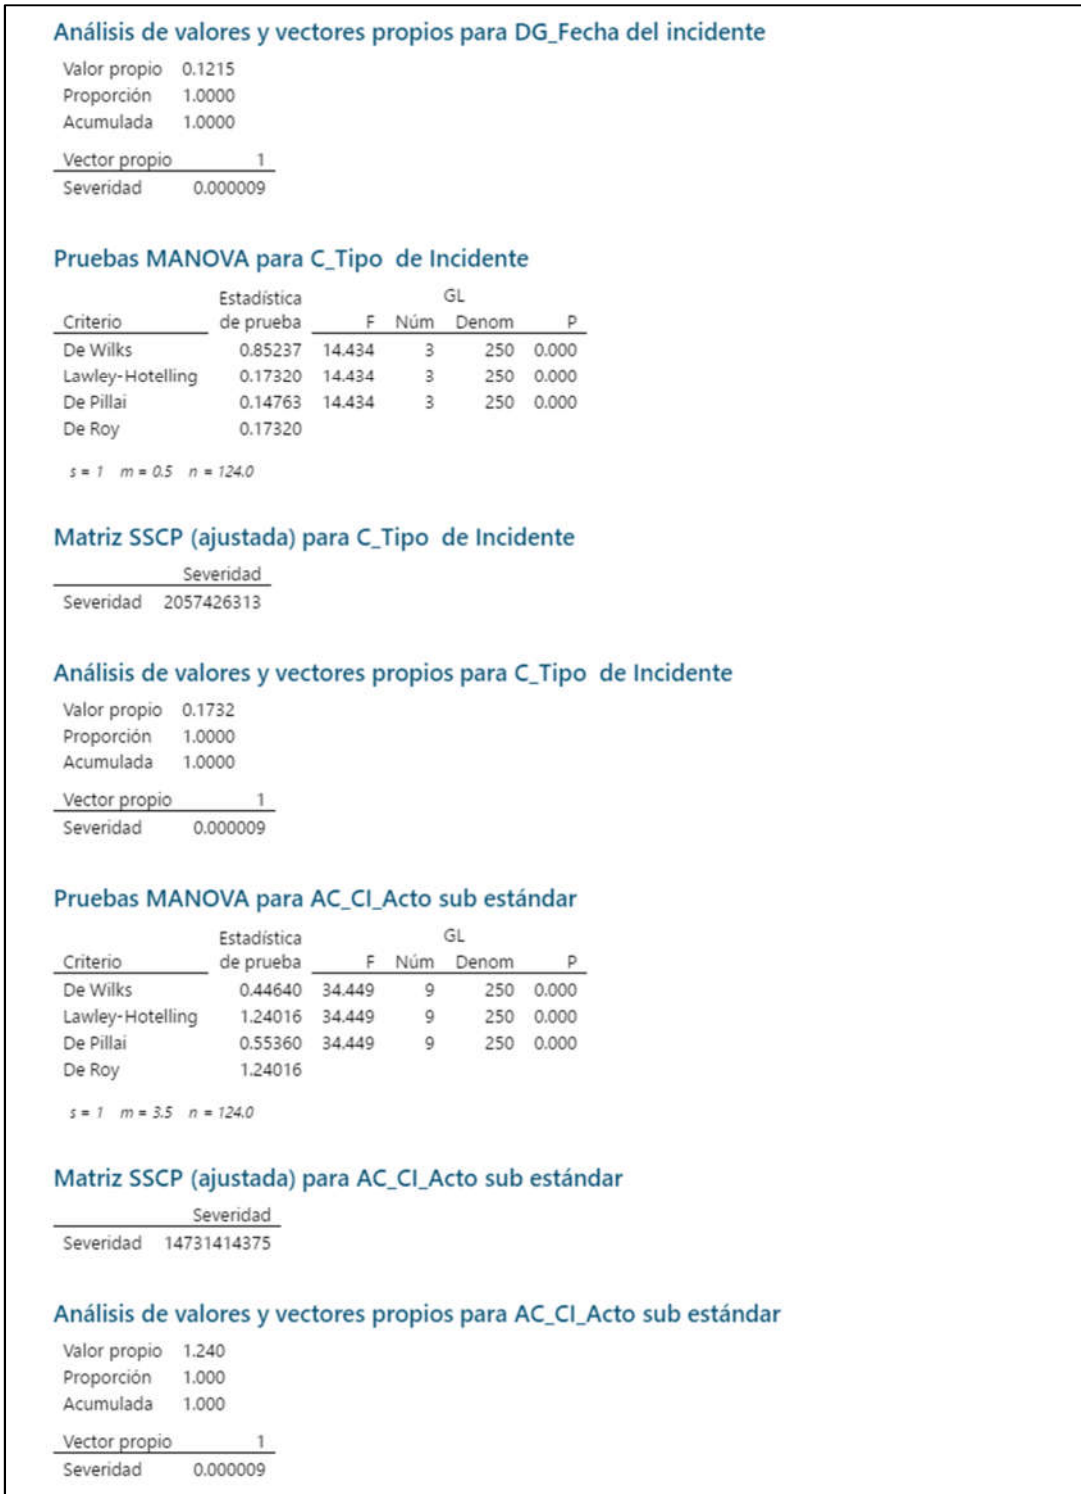 Análisis de valores y vectores propios para DG_Fecha del incidente
Valor propio 0.1215
Proporción 1.0000
Acumulada 1.0000
Vector propio 1
Severidad 0.000009
Pruebas MANOVA para C_Tipo de Incidente
Estadística GL
Criterio de prueba F Núm Denom P
De Wilks 0.85237 14.434 3 250 0.000
Lawley-Hotelling 0.17320 14.434 3 250 0.000
De Pillai 0.14763 14.434 3 250 0.000
De Roy 0.17320
s = 1 m = 0.5 n = 124.0
Matriz SSCP (ajustada) para C_Tipo de Incidente
Severidad
Severidad 2057426313
Análisis de valores y vectores propios para C_Tipo de Incidente
Valor propio 0.1732
Proporción 1.0000
Acumulada 1.0000
Vector propio 1
Severidad 0.000009
Pruebas MANOVA para AC_CI_Acto sub estándar
Estadística GL
Criterio de prueba F Núm Denom P
De Wilks 0.44640 34.449 9 250 0.000
Lawley-Hotelling 1.24016 34.449 9 250 0.000
De Pillai 0.55360 34.449 9 250 0.000
De Roy 1.24016
s = 1 m = 3.5 n = 124.0
Matriz SSCP (ajustada) para AC_CI_Acto sub estándar
Severidad
Severidad 14731414375
Análisis de valores y vectores propios para AC_CI_Acto sub estándar
Valor propio 1.240
Proporción 1.000
Acumulada 1.000
Vector propio 1
Severidad 0.000009